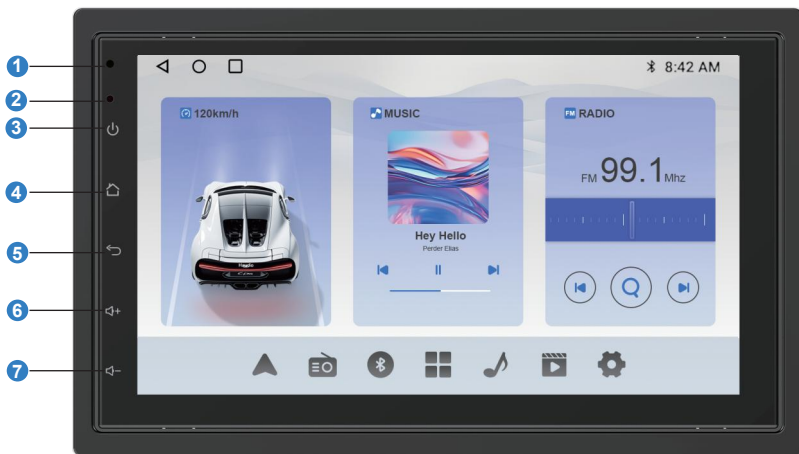 1
2
3
4
5
6
7
8:42 AM
120km/h
MUSIC
Hey Hello
Perder Elias
FM RADIO
FM 99.1 Mhz